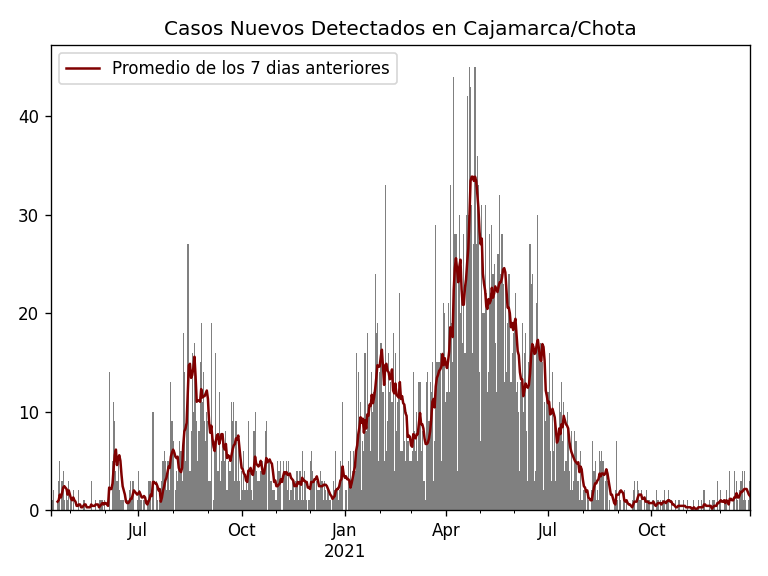 Casos Nuevos Detectados en Cajamarca/Chota
Promedio de los 7 dias anteriores
40
30
20
10
0
Jul
Oct
Jan
2021
Apr
Jul
Oct